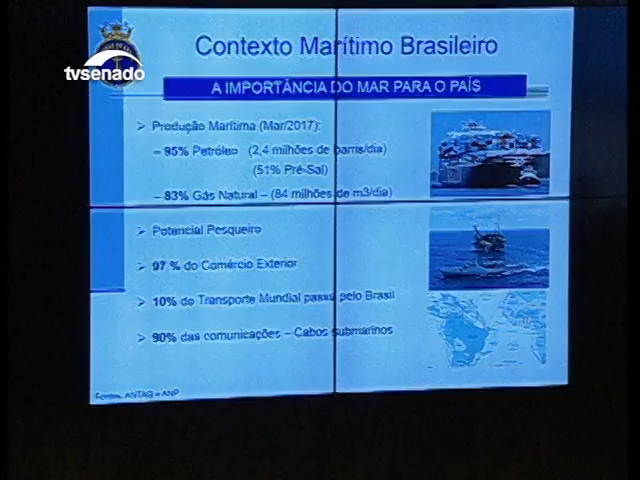 tvsenado
Contexto Marítimo Brasileiro
A IMPORTÂNCIA DO MAR PARA O PAÍS
➢ Produção Marítima (Mar/2017):
– 95% Petróleo (2,4 milhões de barris/dia)
(51% Pré-Sal)
– 83% Gás Natural – (84 milhões de m3/dia)
➢ Potencial Pesqueiro
➢ 97 % do Comércio Exterior
➢ 10% do Transporte Mundial passa pelo Brasil
➢ 90% das comunicações – Cabos submarinos
Fontes: ANTAQ e ANP